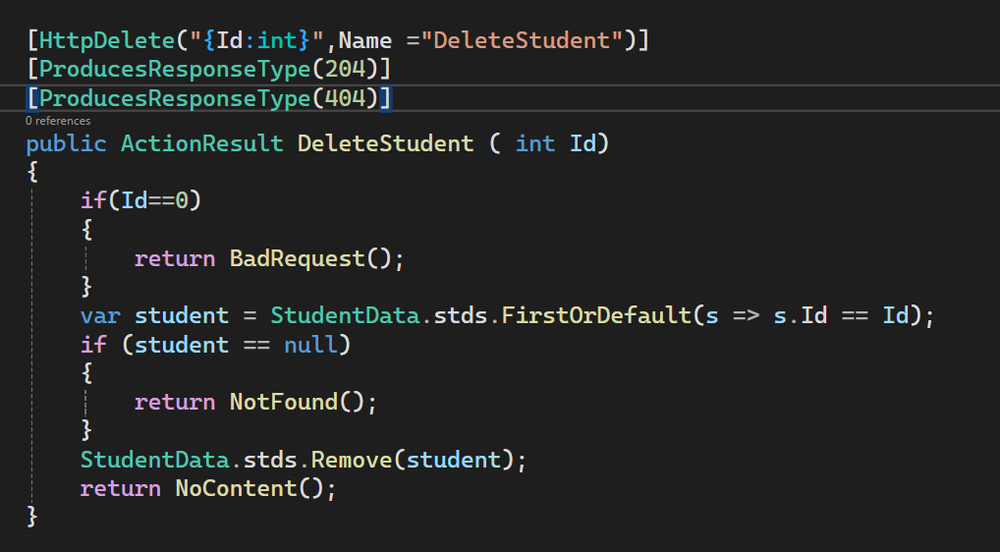 [HttpDelete("{Id:int}",Name ="DeleteStudent")]
[ProducesResponseType(204)]
[ProducesResponseType(404)]
0 references
public ActionResult DeleteStudent ( int Id)
{
if(Id==0)
{
return BadRequest();
}
var student = StudentData.stds.FirstOrDefault(s => s.Id == Id);
if (student == null)
{
return NotFound();
}
StudentData.stds.Remove(student);
return NoContent();
}